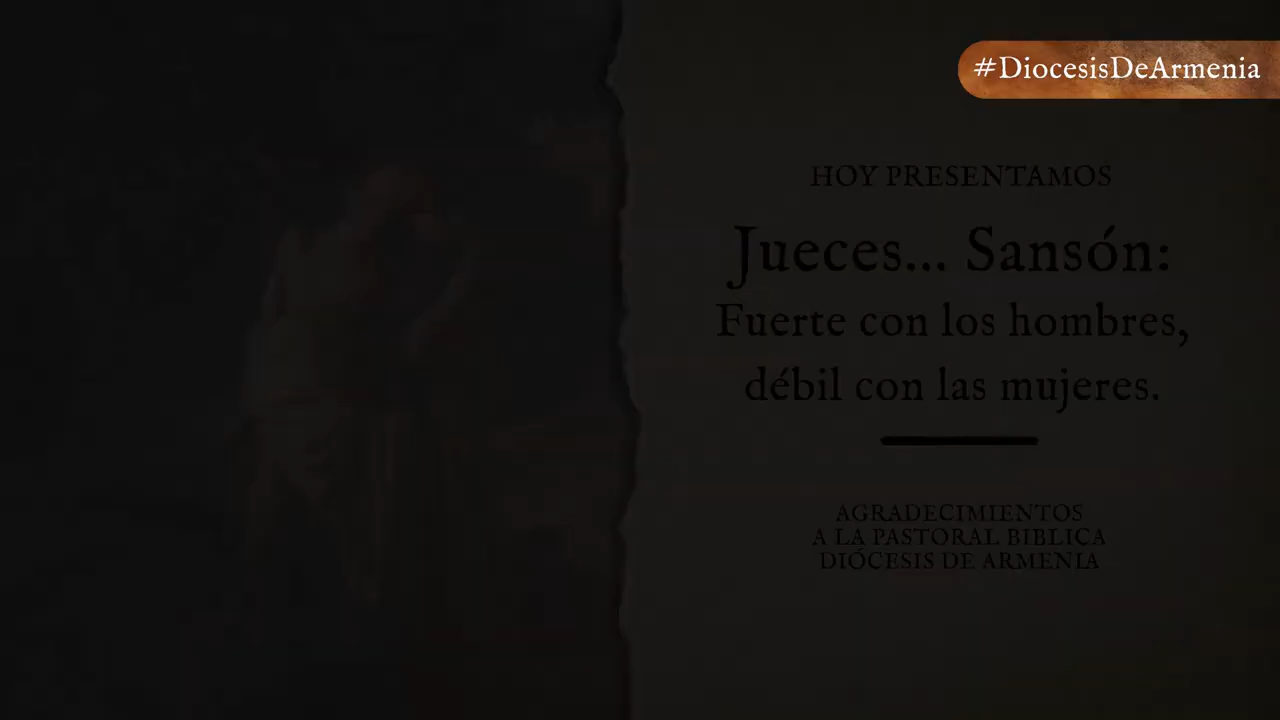 #DiocesisDeArmenia
HOY PRESENTAMOS
Jueces... Sansón:
Fuerte con los hombres,
débil con las mujeres.
AGRADECIMIENTOS
A LA PASTORAL BIBLICA
DIÓCESIS DE ARMENIA